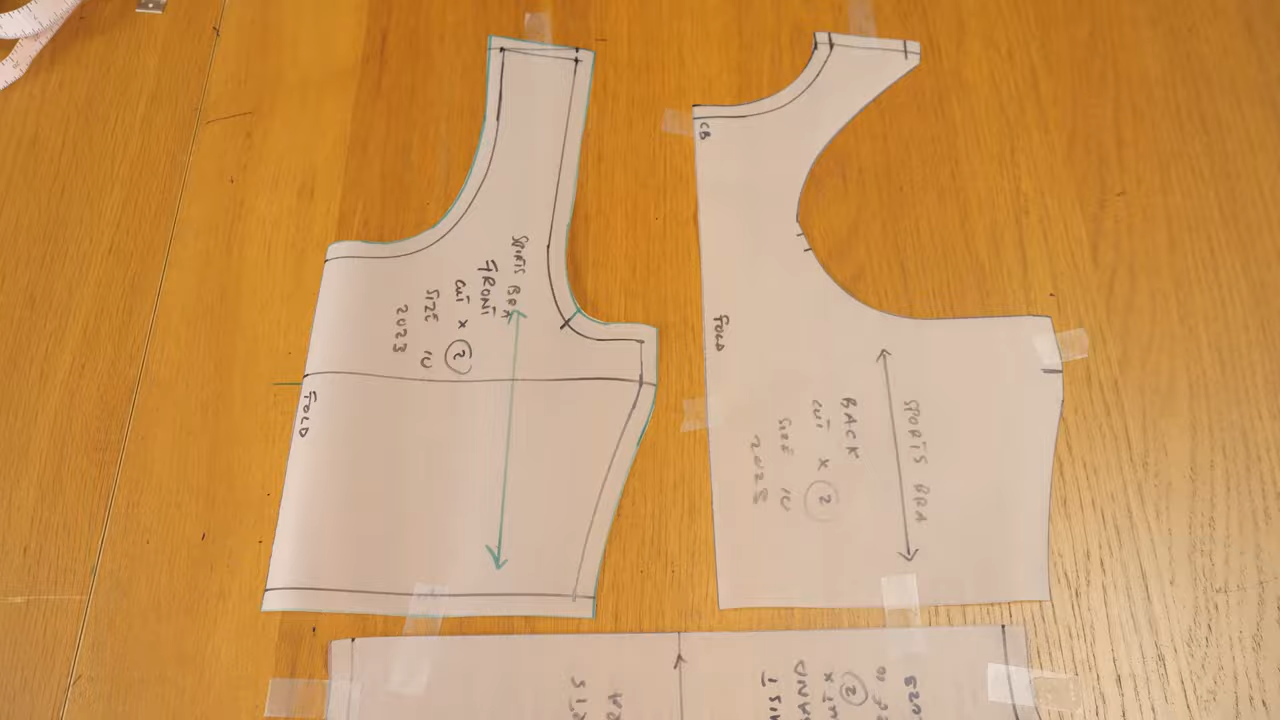 SPORTS BRA
FRONT
CUT X 2
SIZE 10
2023
FOLD
CB
FOLD
SPORTS BRA
BACK
CUT X 2
SIZE 10
2023